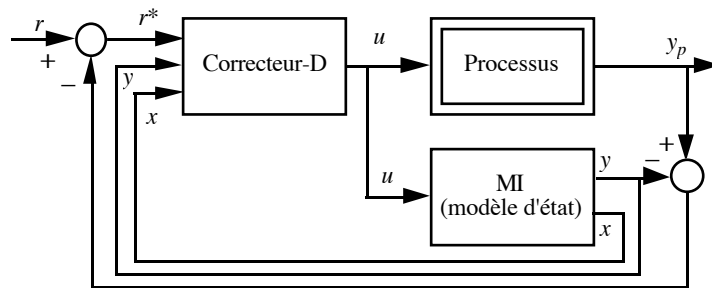 r
r*
+
−
Correcteur-D
y
x
u
Processus
y_p
u
MI
(modèle d'état)
y
x
−
+